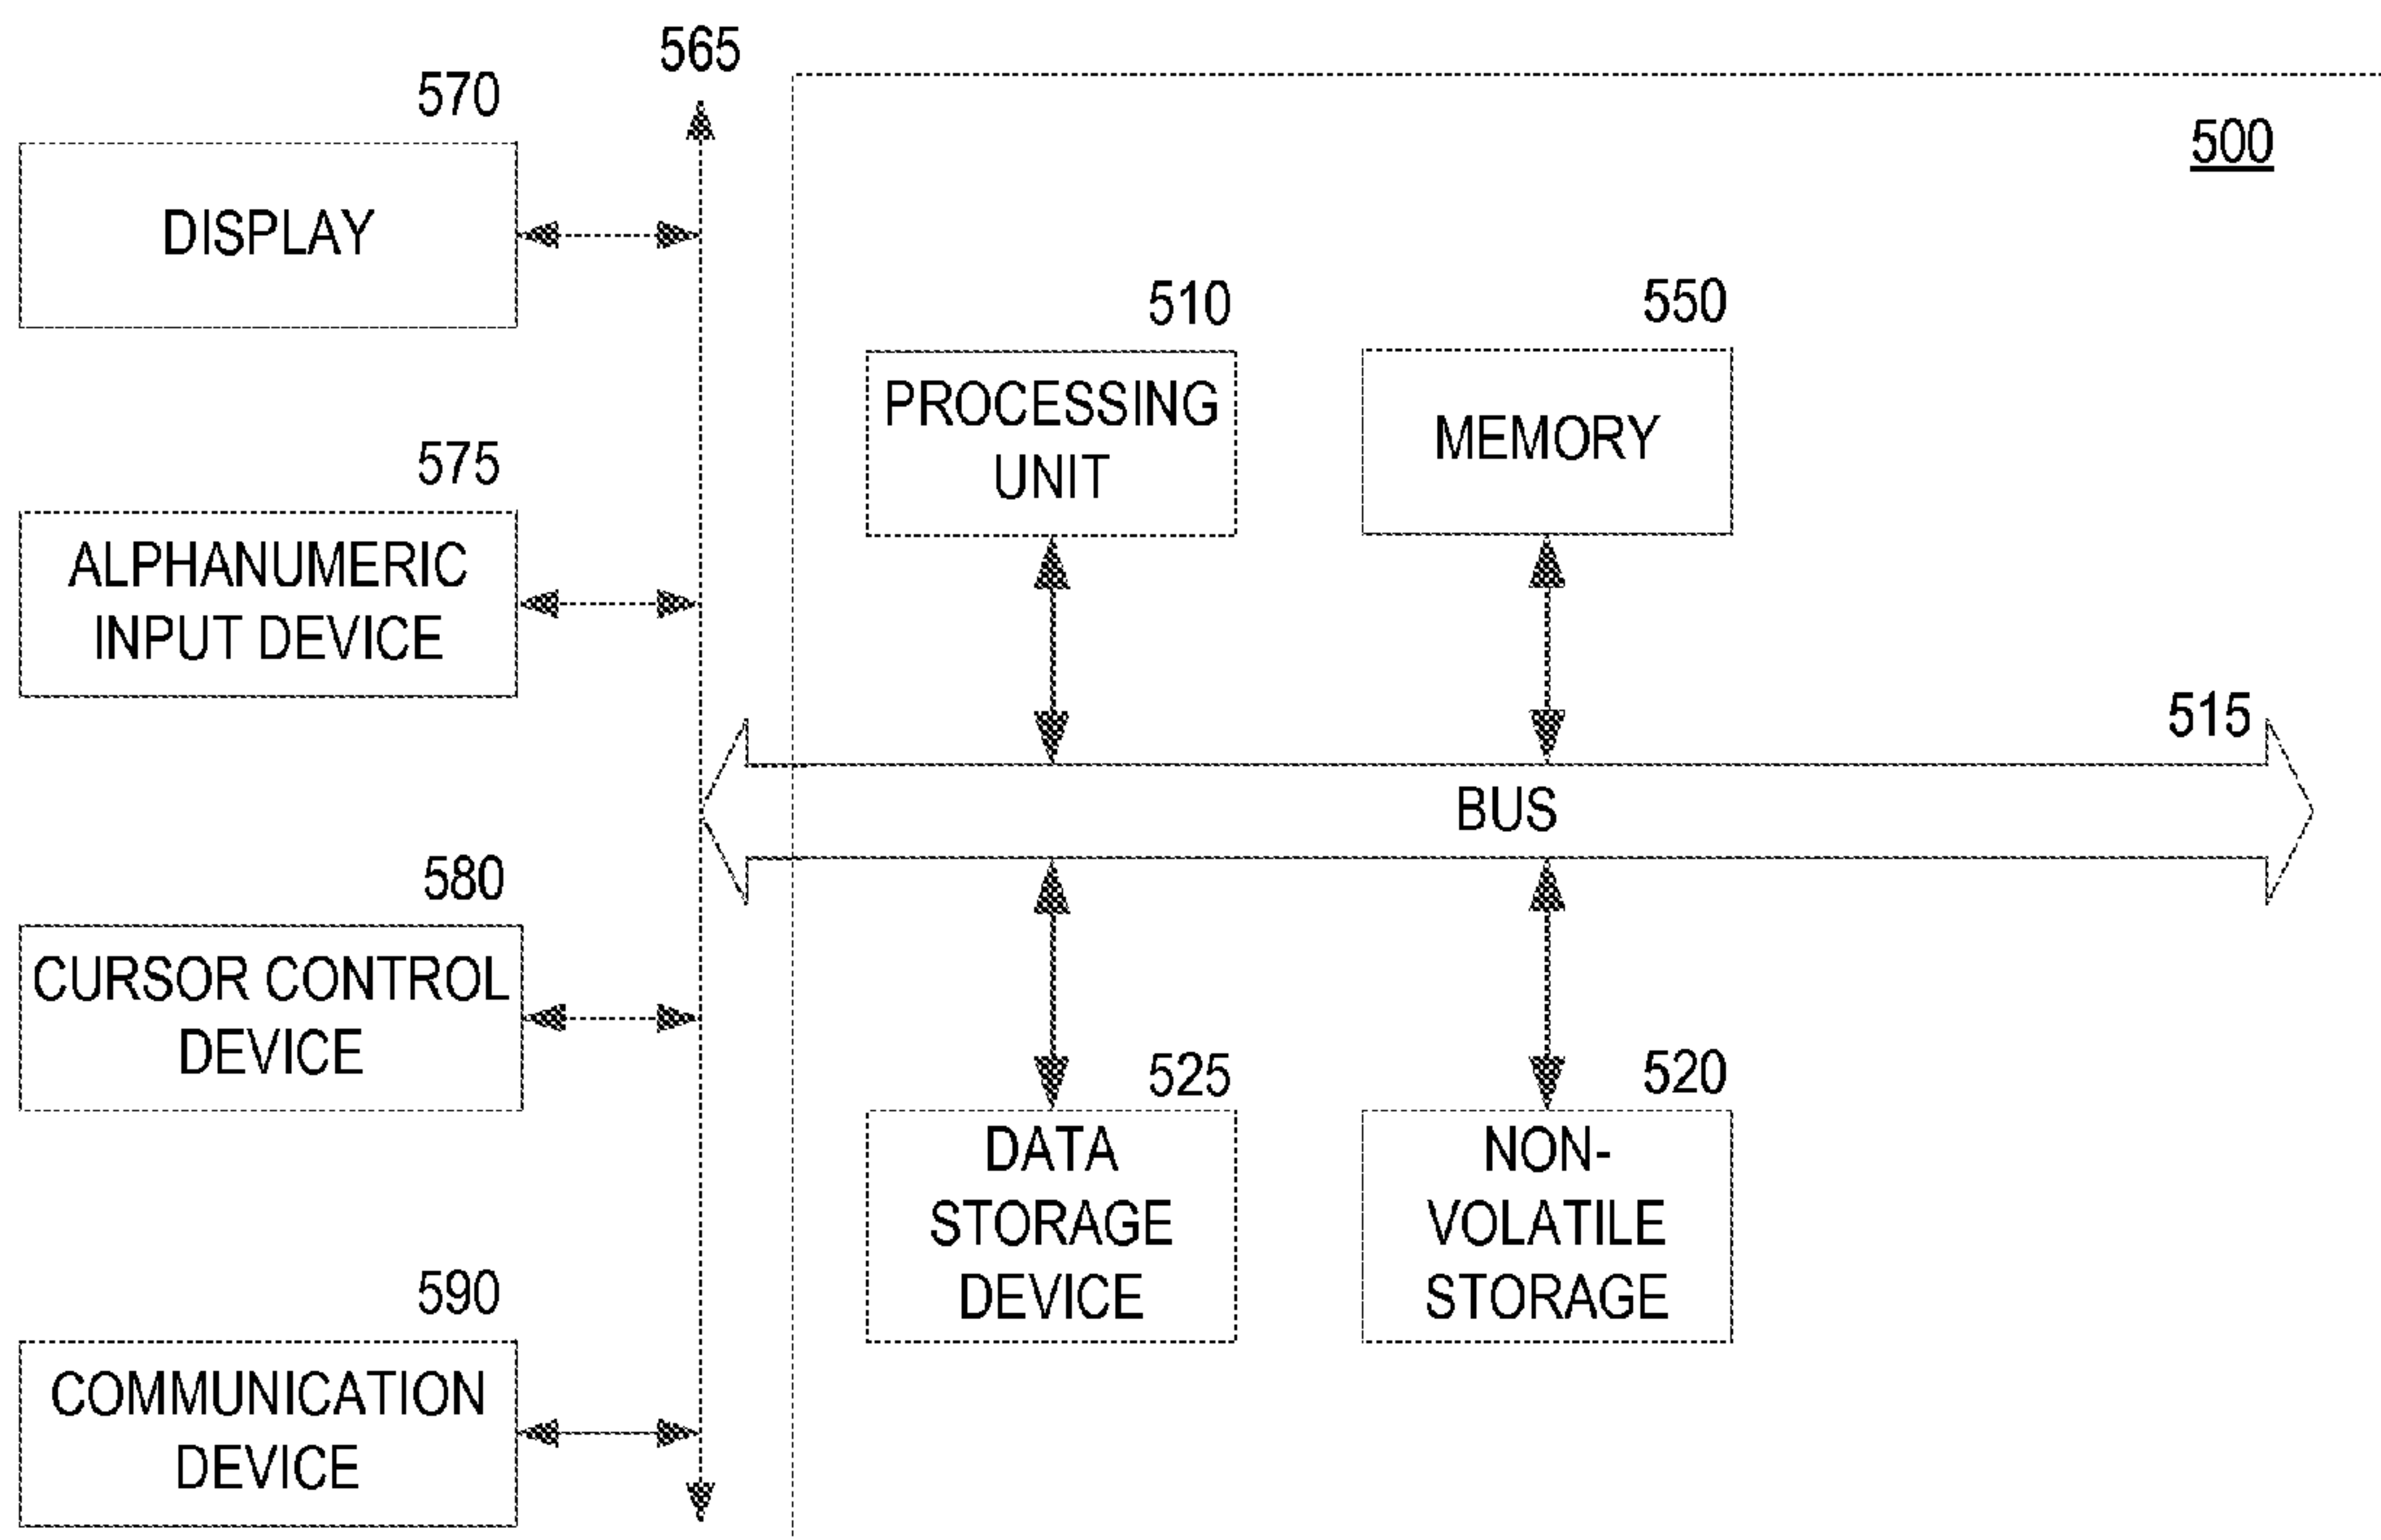 565
570
500
DISPLAY
510
550
PROCESSING
UNIT
MEMORY
575
ALPHANUMERIC
INPUT DEVICE
515
BUS
580
CURSOR CONTROL
DEVICE
525
520
DATA
STORAGE
DEVICE
NON-
VOLATILE
STORAGE
590
COMMUNICATION
DEVICE